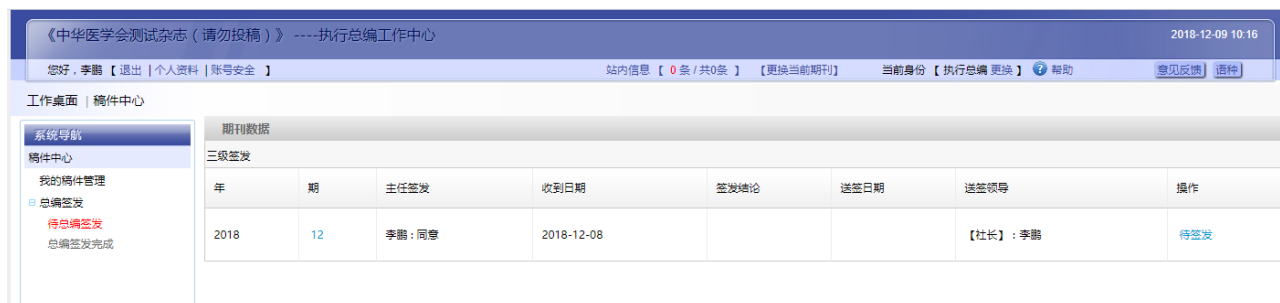 《中华医学会测试杂志（请勿投稿）》 ----执行总编工作中心 2018-12-09 10:16
您好，李鹏 【 退出 | 个人资料 | 账号安全 】 站内信息 【 0 条 / 共0条 】 【更换当前期刊】 当前身份 【 执行总编 更换 】 ? 帮助 意见反馈 语种
工作桌面 | 稿件中心
系统导航 期刊数据
稿件中心 三级签发
我的稿件管理
总编签发
待总编签发
总编签发完成
年 期 主任签发 收到日期 签发结论 送签日期 送签领导 操作
2018 12 李鹏 : 同意 2018-12-08 【社长】 : 李鹏 待签发